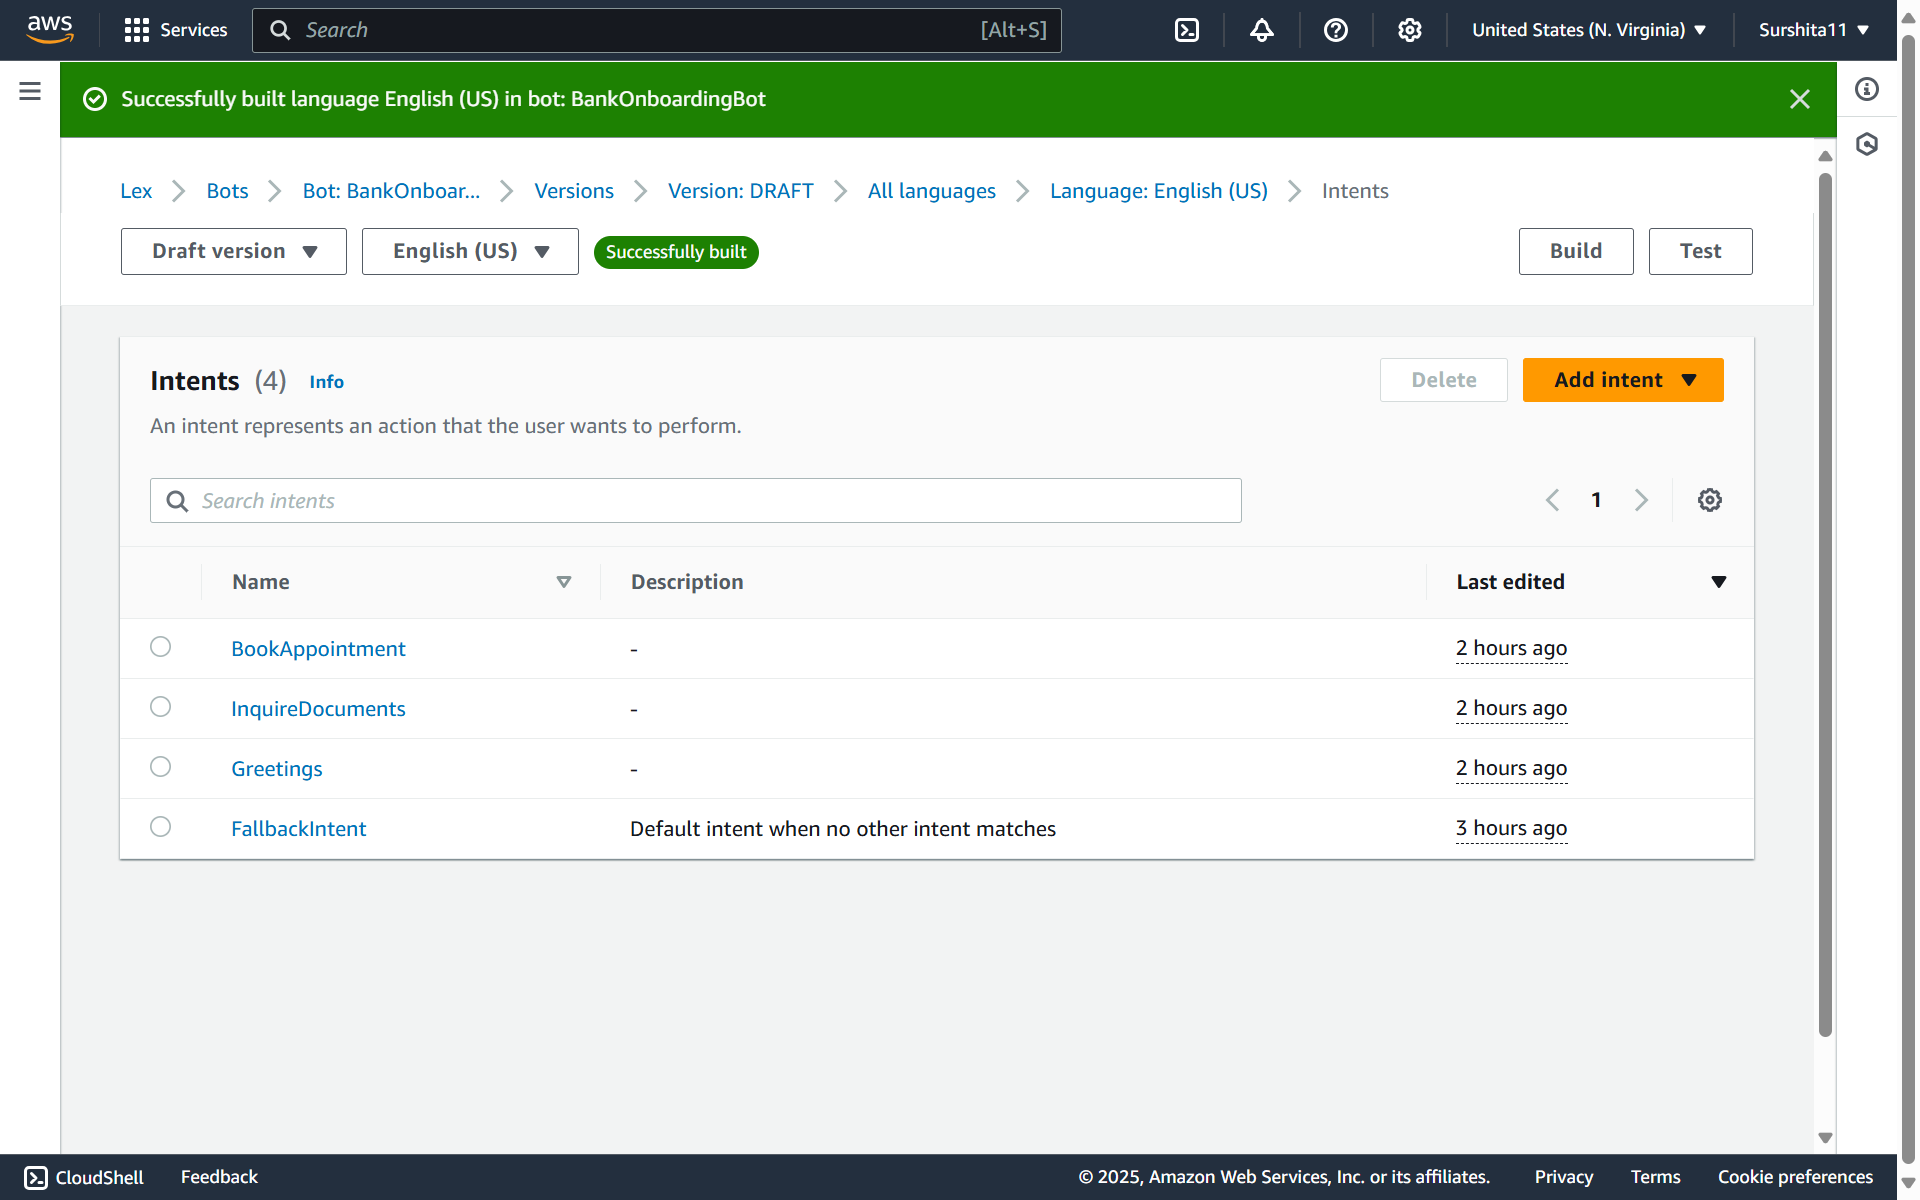 aws
Services
Search
[Alt+S]
United States (N. Virginia)
Surshita11
Successfully built language English (US) in bot: BankOnboardingBot
Lex
Bots
Bot: BankOnboar...
Versions
Version: DRAFT
All languages
Language: English (US)
Intents
Draft version
English (US)
Successfully built
Build
Test
Intents (4)
Info
Delete
Add intent
An intent represents an action that the user wants to perform.
Search intents
1
Name
Description
Last edited
BookAppointment
-
2 hours ago
InquireDocuments
-
2 hours ago
Greetings
-
2 hours ago
FallbackIntent
Default intent when no other intent matches
3 hours ago
CloudShell
Feedback
© 2025, Amazon Web Services, Inc. or its affiliates.
Privacy
Terms
Cookie preferences